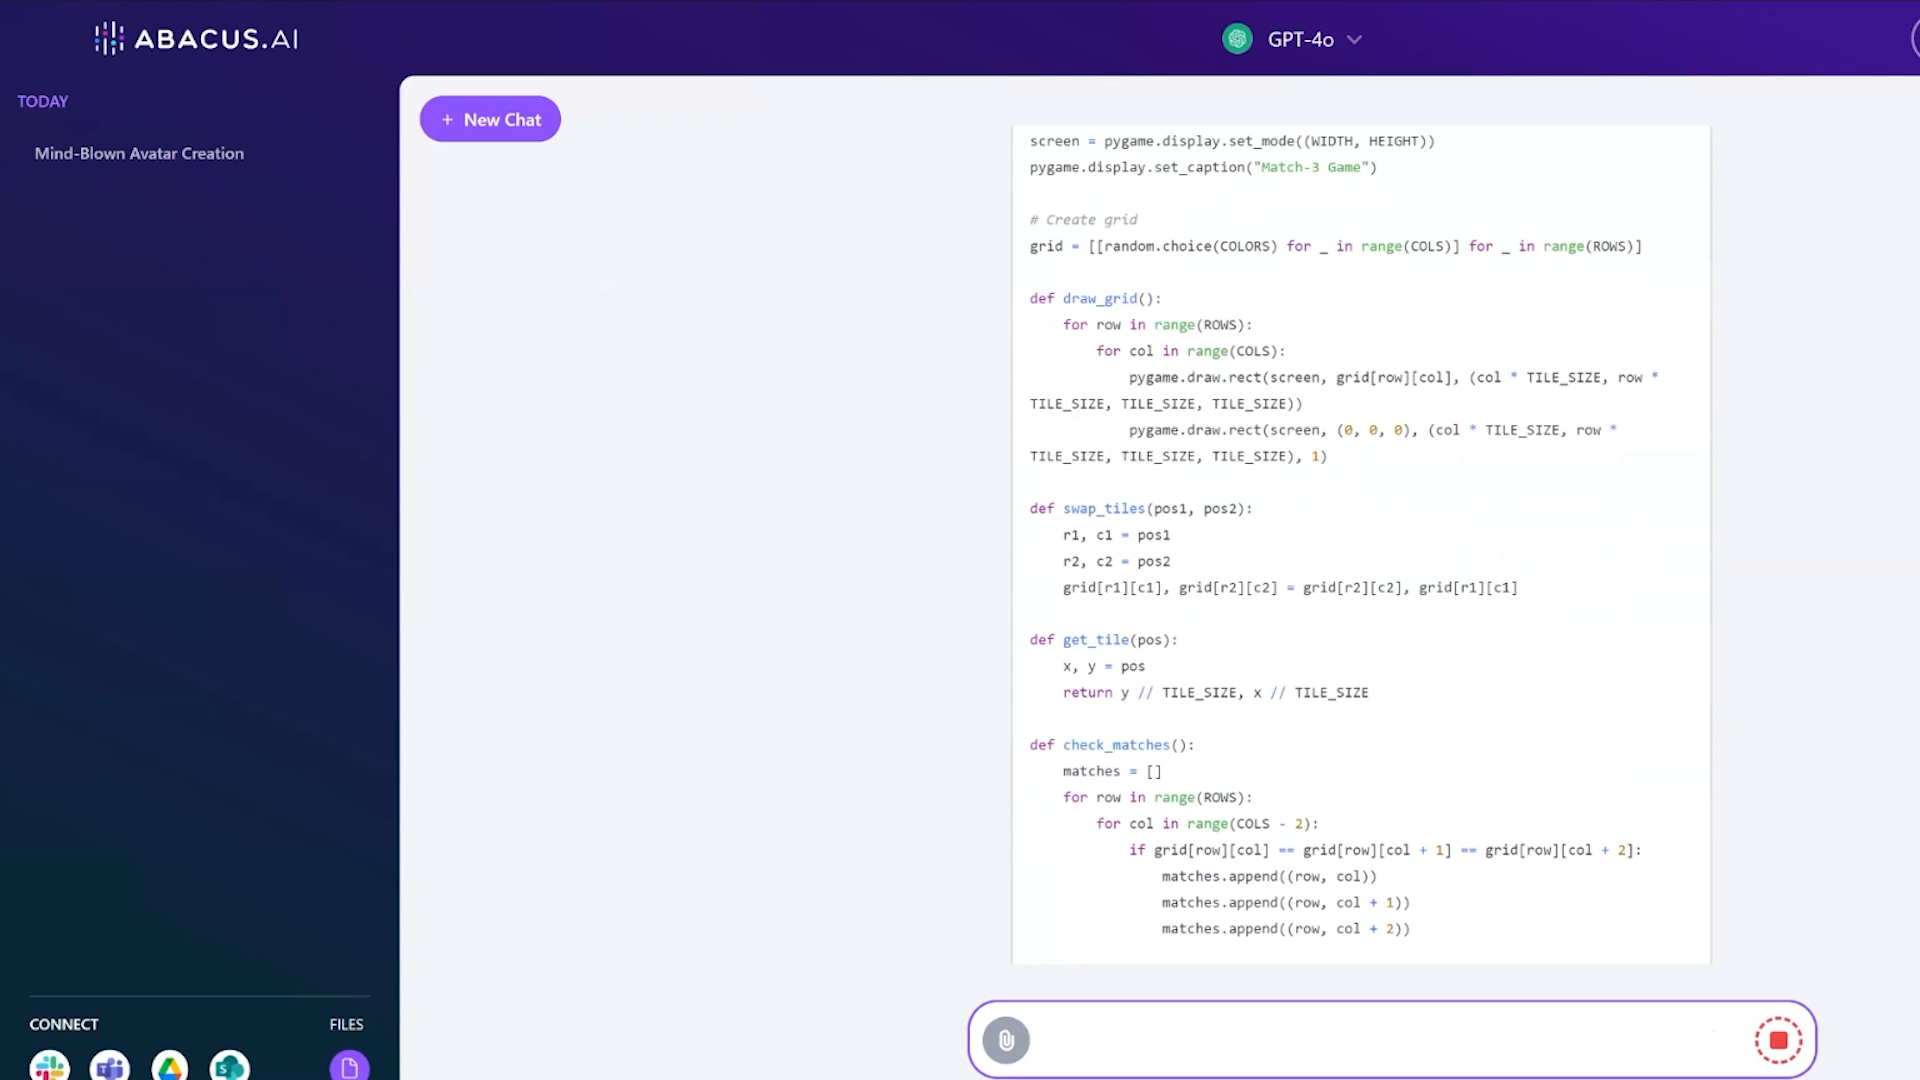 ABACUS.AI
GPT-4o
TODAY
Mind-Blown Avatar Creation
+ New Chat
screen = pygame.display.set_mode((WIDTH, HEIGHT))
pygame.display.set_caption("Match-3 Game")
# Create grid
grid = [[random.choice(COLORS) for _ in range(COLS)] for _ in range(ROWS)]
def draw_grid():
    for row in range(ROWS):
        for col in range(COLS):
            pygame.draw.rect(screen, grid[row][col], (col * TILE_SIZE, row *
TILE_SIZE, TILE_SIZE, TILE_SIZE))
            pygame.draw.rect(screen, (0, 0, 0), (col * TILE_SIZE, row *
TILE_SIZE, TILE_SIZE, TILE_SIZE), 1)
def swap_tiles(pos1, pos2):
    r1, c1 = pos1
    r2, c2 = pos2
    grid[r1][c1], grid[r2][c2] = grid[r2][c2], grid[r1][c1]
def get_tile(pos):
    x, y = pos
    return y // TILE_SIZE, x // TILE_SIZE
def check_matches():
    matches = []
    for row in range(ROWS):
        for col in range(COLS - 2):
            if grid[row][col] == grid[row][col + 1] == grid[row][col + 2]:
                matches.append((row, col))
                matches.append((row, col + 1))
                matches.append((row, col + 2))
CONNECT
FILES